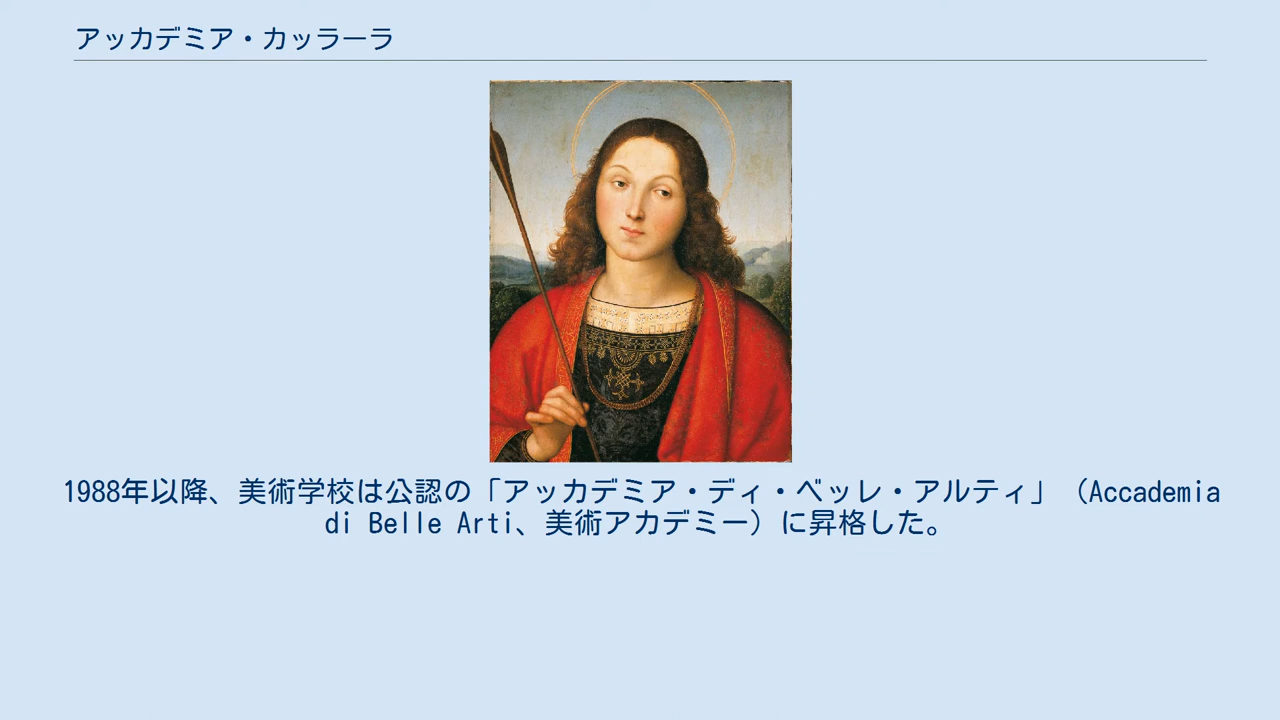 アッカデミア・カッラーラ
1988年以降、美術学校は公認の「アッカデミア・ディ・ベッレ・アルティ」（Accademia
di Belle Arti、美術アカデミー）に昇格した。